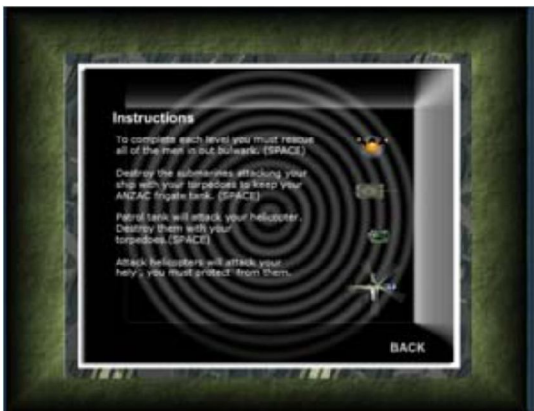 Instructions
To complete each level you must rescue
all of the men in out bulwark. (SPACE)
Destroy the submarines attacking your
ship with your torpedoes to keep your
ANZAC frigate tank. (SPACE)
Patrol tank will attack your helicopter.
Destroy them with your
torpedoes.(SPACE)
Attack helicopters will attack your
you must protect from them.
BACK